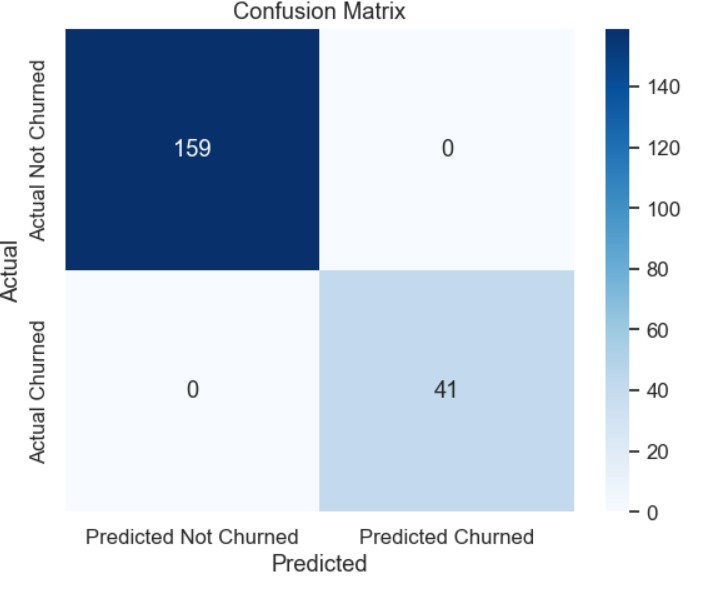 Confusion Matrix
Actual
Actual Not Churned
Actual Churned
159
0
0
41
Predicted Not Churned
Predicted Churned
Predicted
140
120
100
80
60
40
20
0